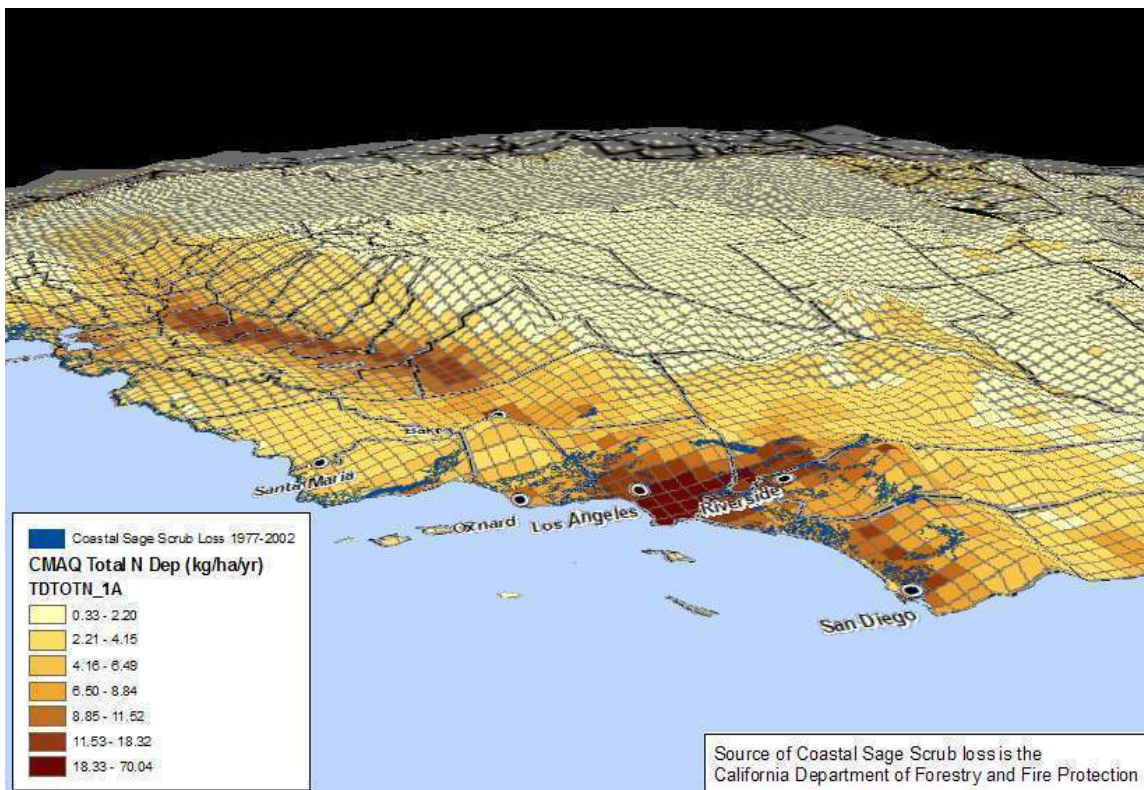 Bake
Santa Maria
Oxnard
Los Angeles
Riverside
San Diego
Coastal Sage Scrub Loss 1977-2002
CMAQ Total N Dep (kg/ha/yr)
TDTOTN_1A
0.33 - 2.20
2.21 - 4.15
4.16 - 6.49
6.50 - 8.84
8.85 - 11.52
11.53 - 18.32
18.33 - 70.04
Source of Coastal Sage Scrub loss is the
California Department of Forestry and Fire Protection